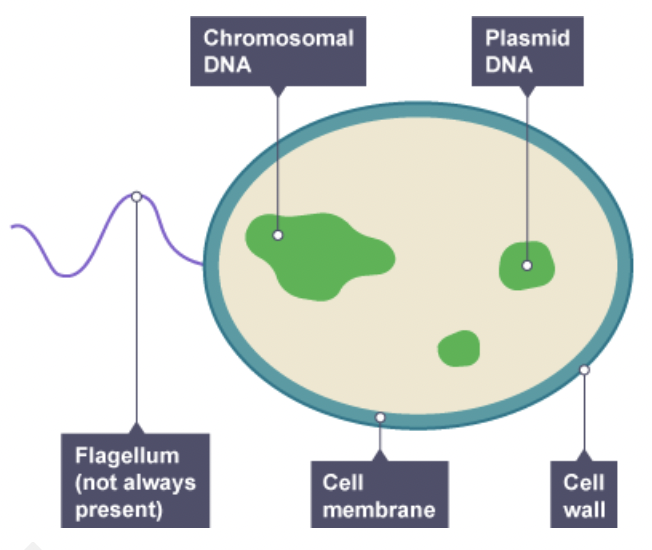 Chromosomal
DNA
Plasmid
DNA
Flagellum
(not always
present)
Cell
membrane
Cell
wall